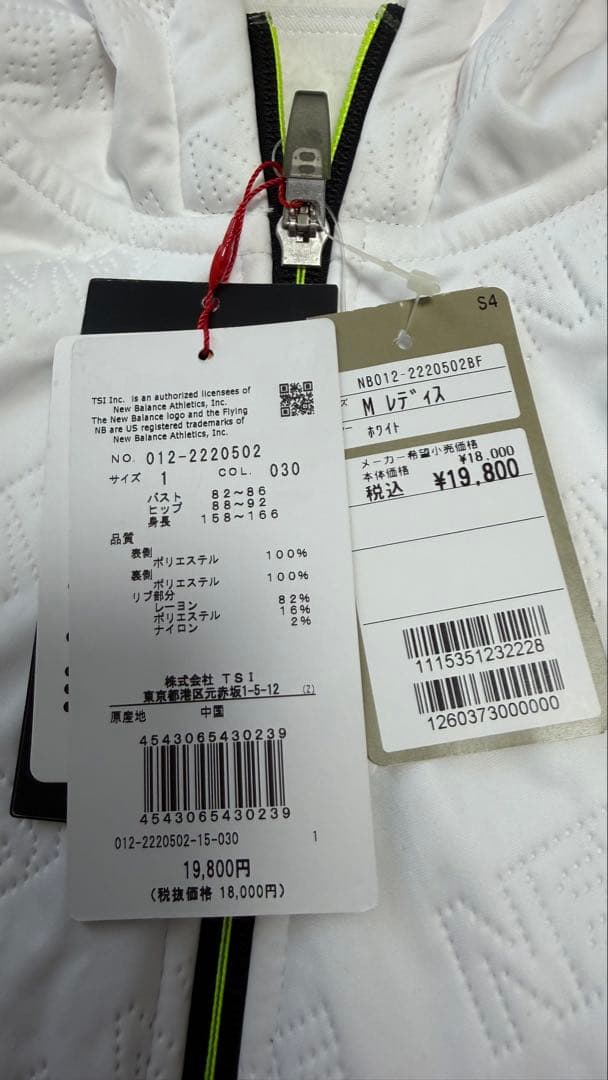 TSI Inc. is an authorized licensees of
New Balance Athletics, Inc.
The New Balance logo and the Flying
NB are US registered trademarks of
New Balance Athletics, Inc.
NO. 012-2220502
サイズ 1 COL. 030
バスト 82～86
ヒップ 88～92
身長 158～166
品質
表側
ポリエステル 100%
裏側
ポリエステル 100%
リブ部分
レーヨン 82%
ポリエステル 16%
ナイロン 2%
株式会社 TSI
東京都港区元赤坂1-5-12 (2)
原産地 中国
4543065430239
4543065430239
012-2220502-15-030 1
19,800円
(税抜価格 18,000円)
S4
NB012-2220502BF
ズ M レディス
ー ホワイト
メーカー希望小売価格
本体価格 ¥18,000
税込 ¥19,800
1115351232228
1260373000000